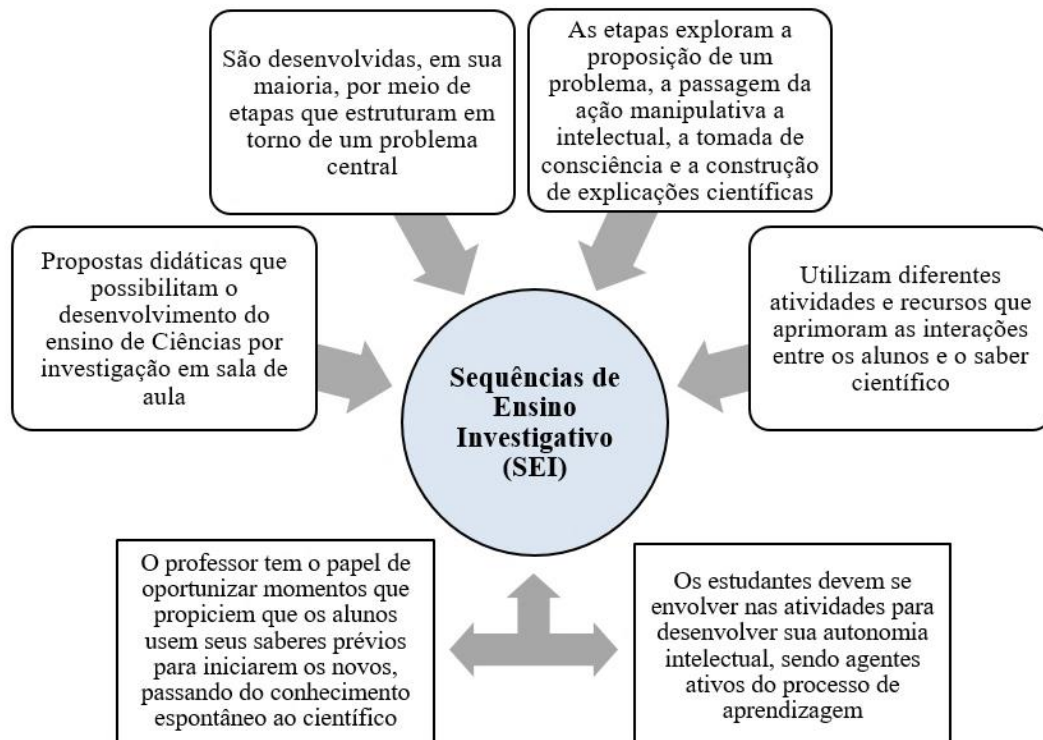 São desenvolvidas, em sua
maioria, por meio de
etapas que estruturam em
torno de um problema
central
As etapas exploram a
proposição de um
problema, a passagem da
ação manipulativa a
intelectual, a tomada de
consciência e a construção
de explicações científicas
Propostas didáticas que
possibilitam o
desenvolvimento do
ensino de Ciências por
investigação em sala de
aula
Utilizam diferentes
atividades e recursos que
aprimoram as interações
entre os alunos e o saber
científico
Sequências de
Ensino
Investigativo
(SEI)
O professor tem o papel de
oportunizar momentos que
propiciem que os alunos
usem seus saberes prévios
para iniciarem os novos,
passando do conhecimento
espontâneo ao científico
Os estudantes devem se
envolver nas atividades para
desenvolver sua autonomia
intelectual, sendo agentes
ativos do processo de
aprendizagem